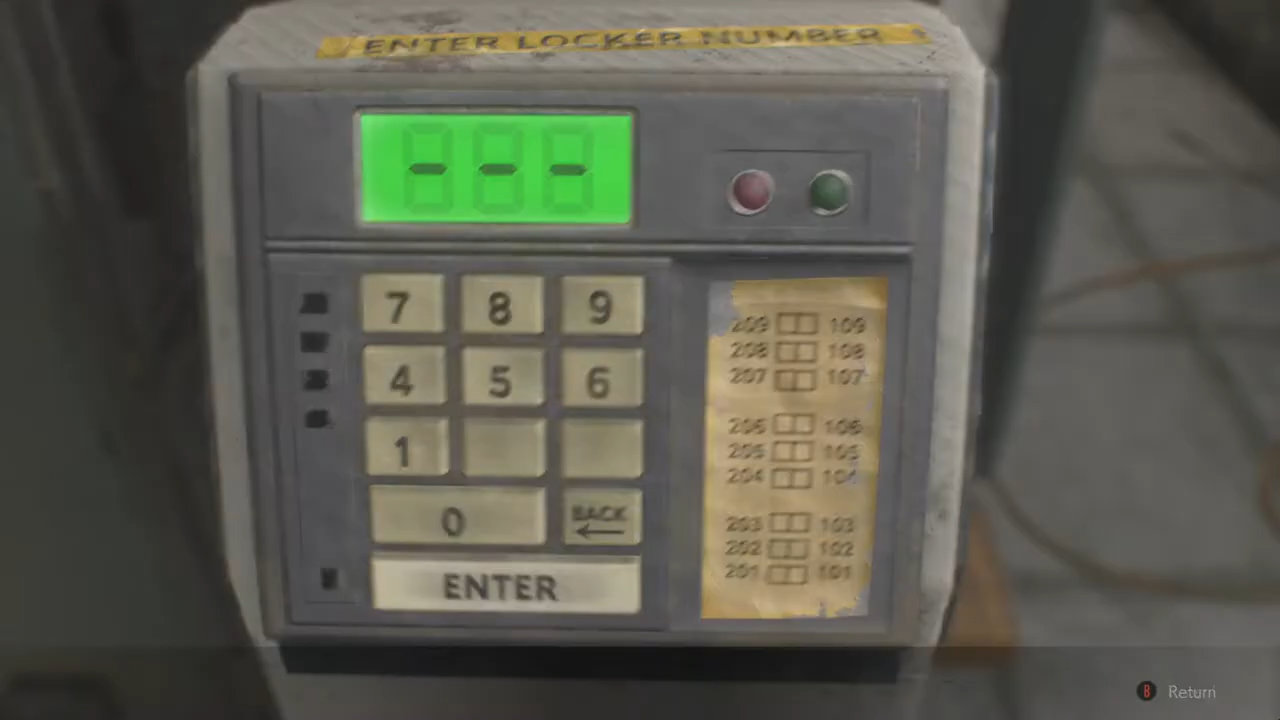 ENTER LOCKER NUMBER
- - -
7 8 9
4 5 6
1
0 BACK
ENTER
209 109
208 108
207 107
206 106
205 105
204 104
203 103
202 102
201 101
B Return